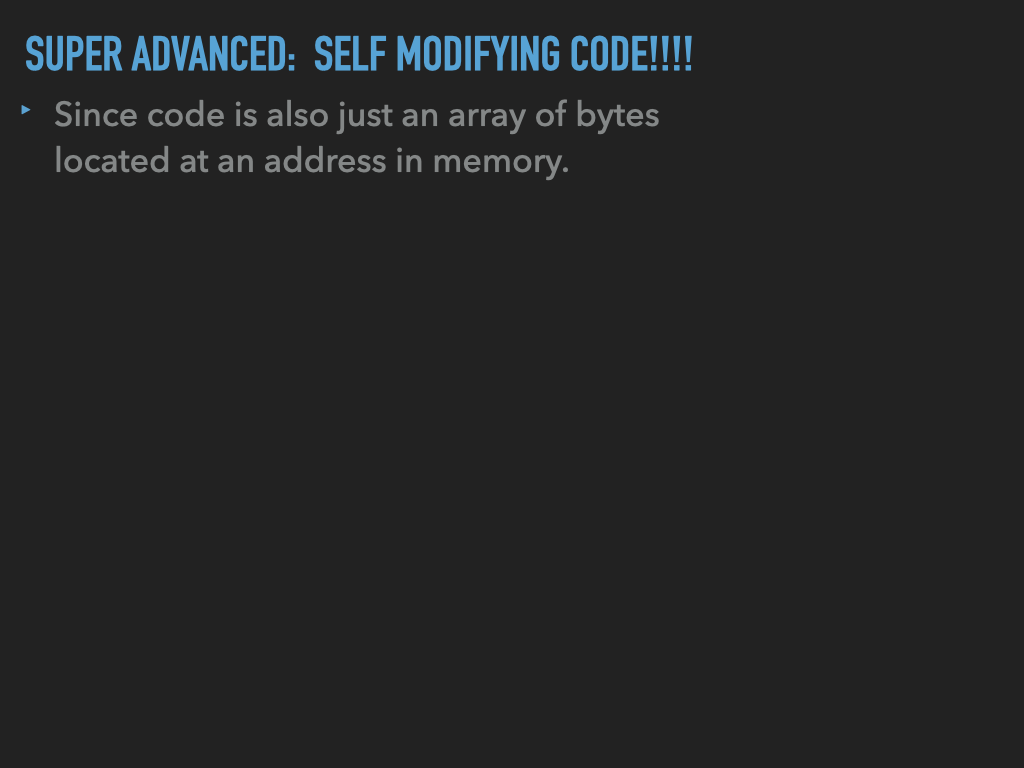 SUPER ADVANCED: SELF MODIFYING CODE!!!!
‣ Since code is also just an array of bytes
located at an address in memory.